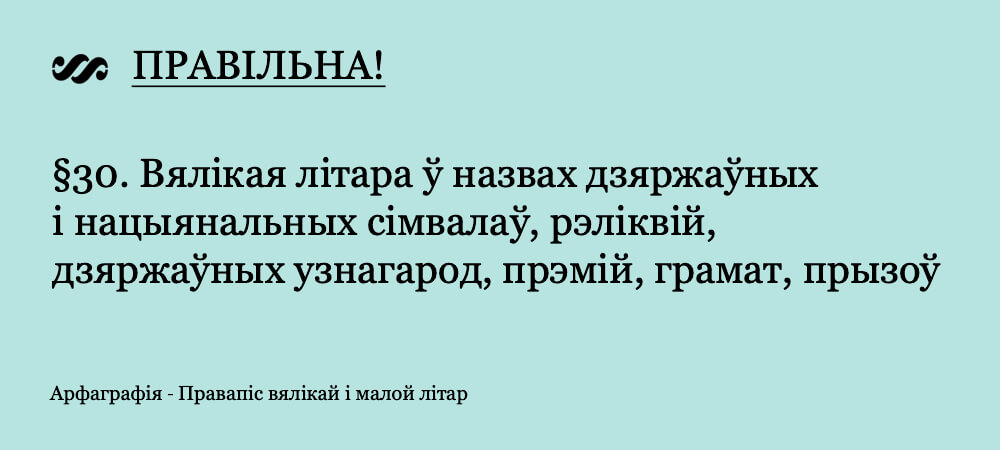 ПРАВІЛЬНА!
§30. Вялікая літара ў назвах дзяржаўных
і нацыянальных сімвалаў, рэліквій,
дзяржаўных узнагарод, прэмій, грамат, прызоў
Арфаграфія - Правапіс вялікай і малой літар